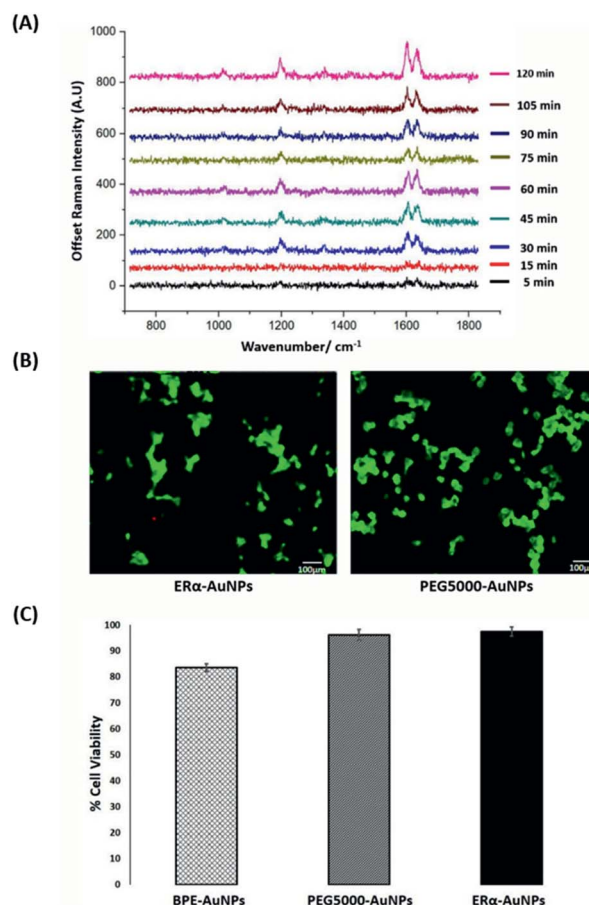 (A)
1000
800
600
400
200
0
Offset Raman Intensity (A.U)
120 min
105 min
90 min
75 min
60 min
45 min
30 min
15 min
5 min
800 1000 1200 1400 1600 1800
Wavenumber/ cm⁻¹
(B)
100μm
100μ
ERα-AuNPs PEG5000-AuNPs
(C)
100
90
80
70
60
50
40
30
20
10
0
% Cell Viability
BPE-AuNPs PEG5000-AuNPs ERα-AuNPs